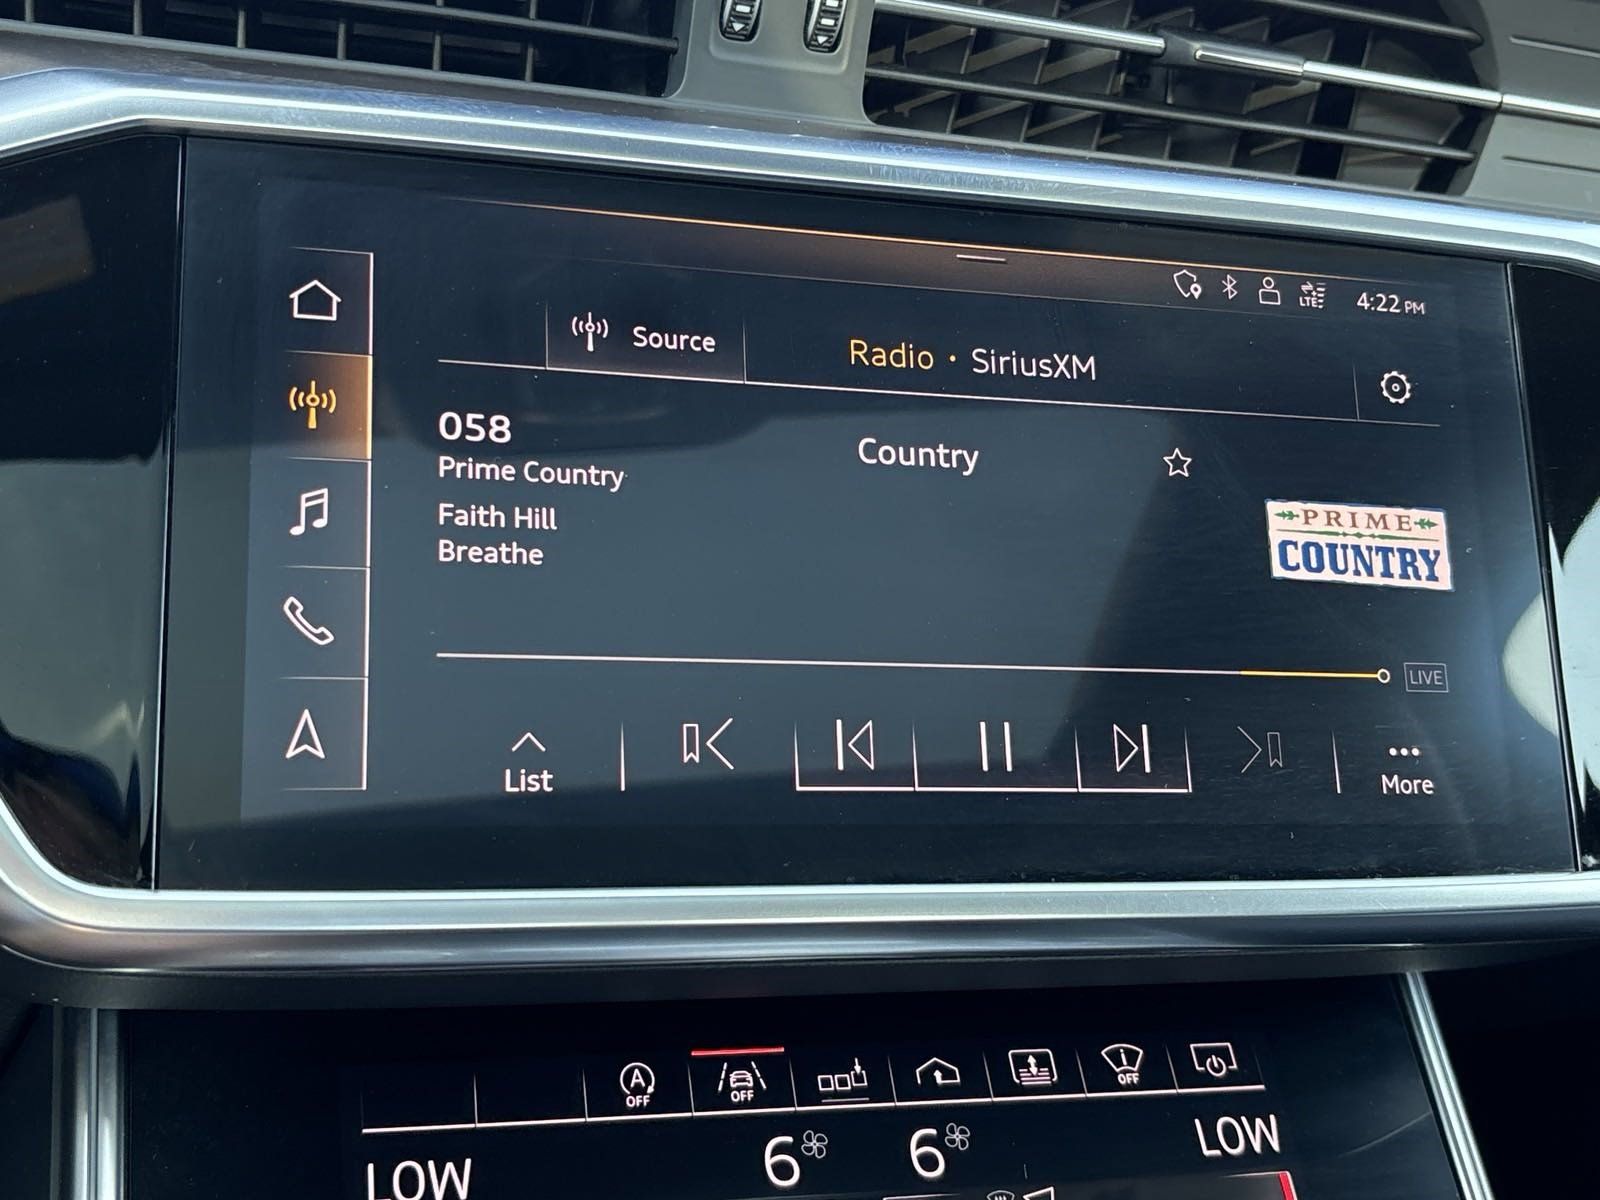 LTE
4:22 PM
Source
Radio • SiriusXM
058
Prime Country
Country
Faith Hill
Breathe
PRIME
COUNTRY
LIVE
List
More
A
OFF
OFF
OFF
LOW
6
6
LOW